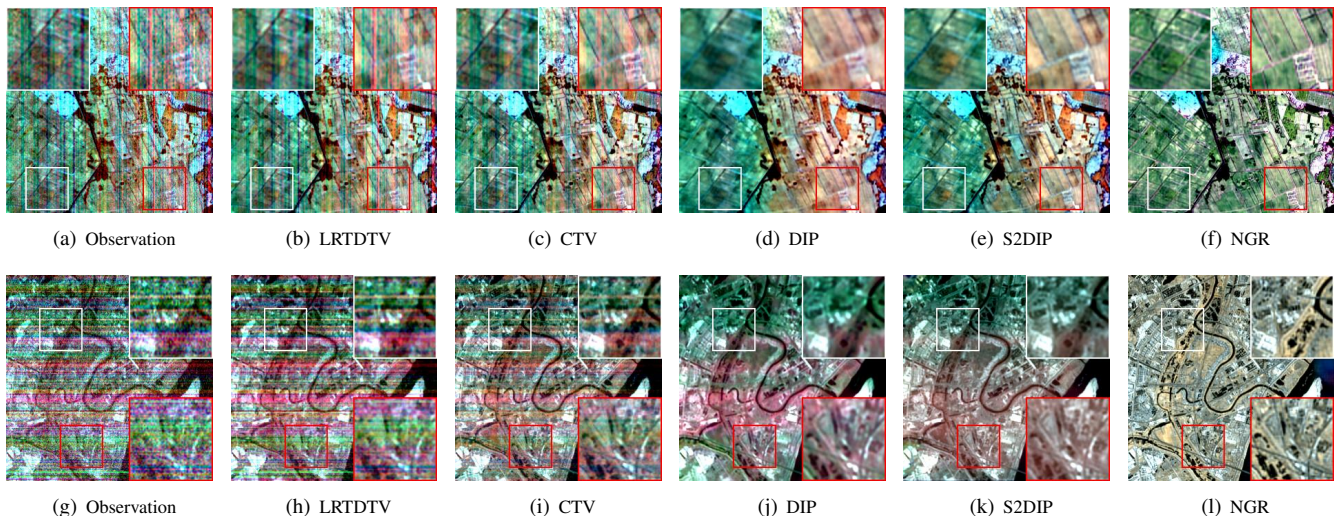 (a) Observation (b) LRTDTV (c) CTV (d) DIP (e) S2DIP (f) NGR
(g) Observation (h) LRTDTV (i) CTV (j) DIP (k) S2DIP (l) NGR